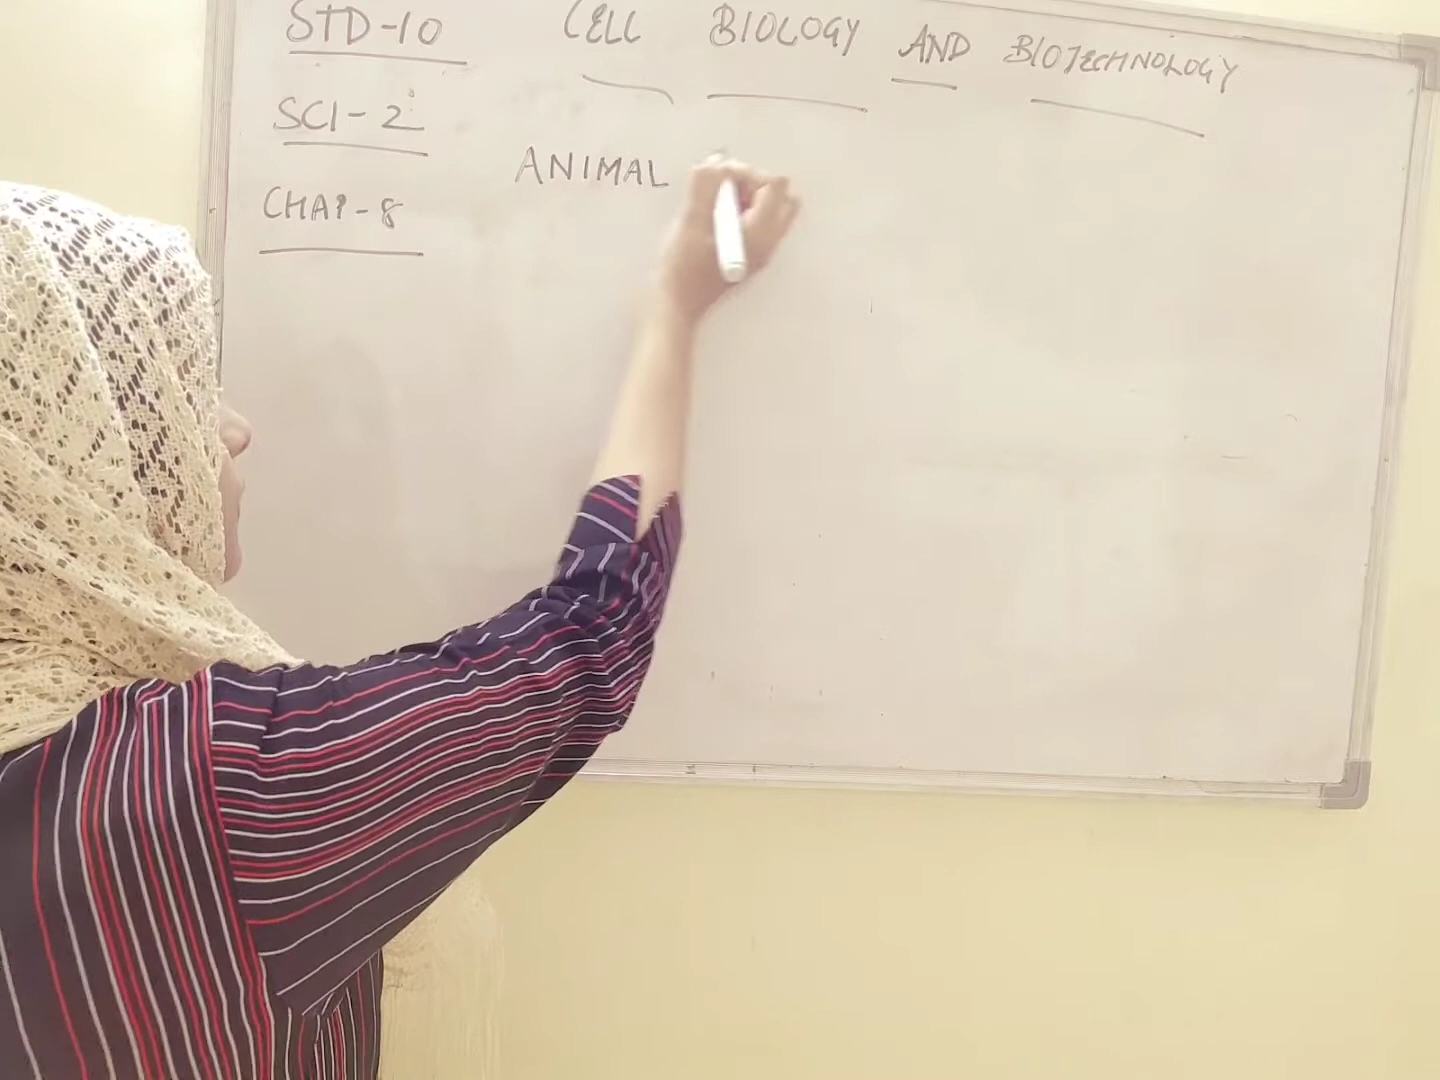 STD-10
CELL BIOLOGY AND BIOTECHNOLOGY
SCI-2
ANIMAL
CHAP-8